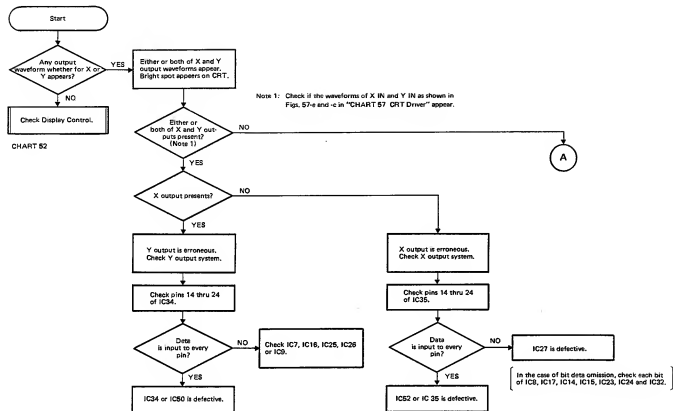 Start
Any output
waveform whether for X or
Y appears?
YES
NO
Check Display Control.
CHART 52
Either or both of X and Y
output waveforms appear.
Bright spot appears on CRT.
Note 1: Check if the waveforms of X IN and Y IN as shown in
Figs. 57-e and -c in "CHART 57 CRT Driver" appear.
Either or
both of X and Y out-
puts present?
(Note 1)
NO
A
YES
X output presents?
NO
YES
Y output is erroneous.
Check Y output system.
Check pins 14 thru 24
of IC34.
Data
is input to every
pin?
NO
Check IC7, IC16, IC25, IC26
or IC9.
YES
IC34 or IC50 is defective.
X output is erroneous.
Check X output system.
Check pins 14 thru 24
of IC35.
Data
is input to every
pin?
NO
IC27 is defective.
In the case of bit data omission, check each bit
of IC8, IC17, IC14, IC15, IC23, IC24 and IC32.
YES
IC52 or IC 35 is defective.